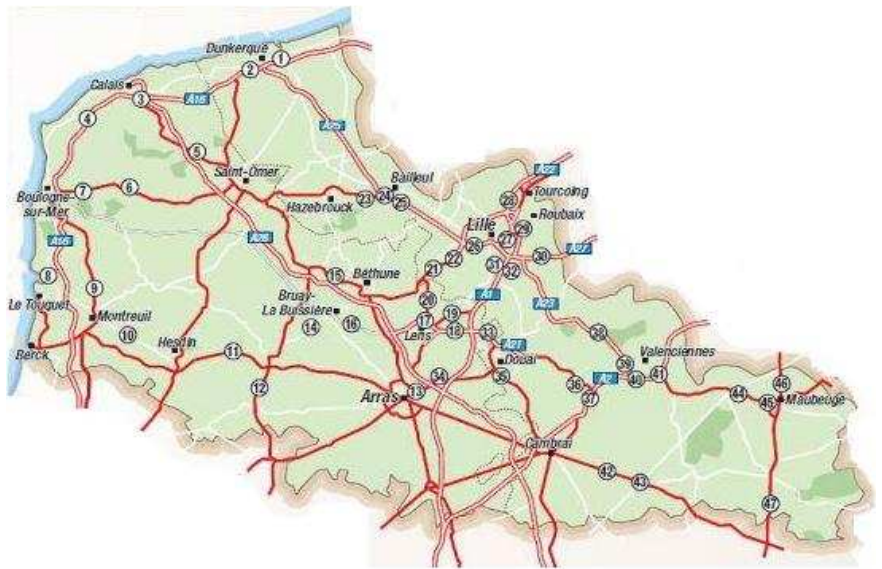 Dunkerque
1
2
Calais
3
A16
4
A25
5
Saint-Omer
Bailleul
A22
Tourcoing
7
6
Boulogne-
sur-Mer
Hazebrouck
23
24
25
28
Roubaix
Lille
29
A16
A26
26
27
30
A27
22
31
32
8
21
15
Béthune
9
20
A1
Le Touquet
Bruay-
La Buissière
A23
Montreuil
14
16
17
19
18
33
38
10
Lens
Berck
Hesdin
11
A21
Douai
39
Valenciennes
12
34
35
36
A2
40
41
46
13
37
44
45
Maubeuge
Arras
Cambrai
42
43
47